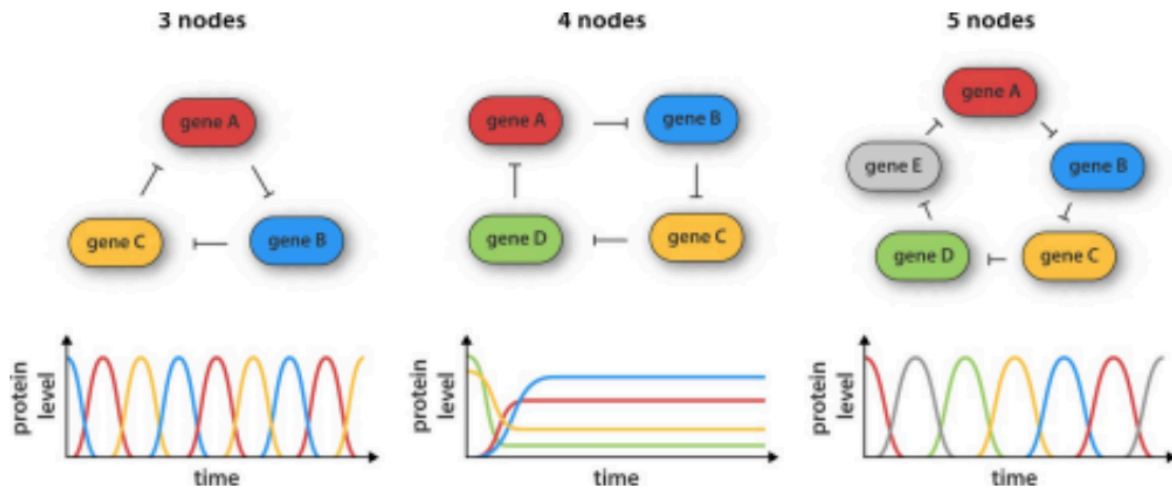 3 nodes
4 nodes
5 nodes
gene A
gene C
gene B
gene A
gene B
gene D
gene C
gene A
gene E
gene B
gene D
gene C
protein
level
time
protein
level
time
protein
level
time